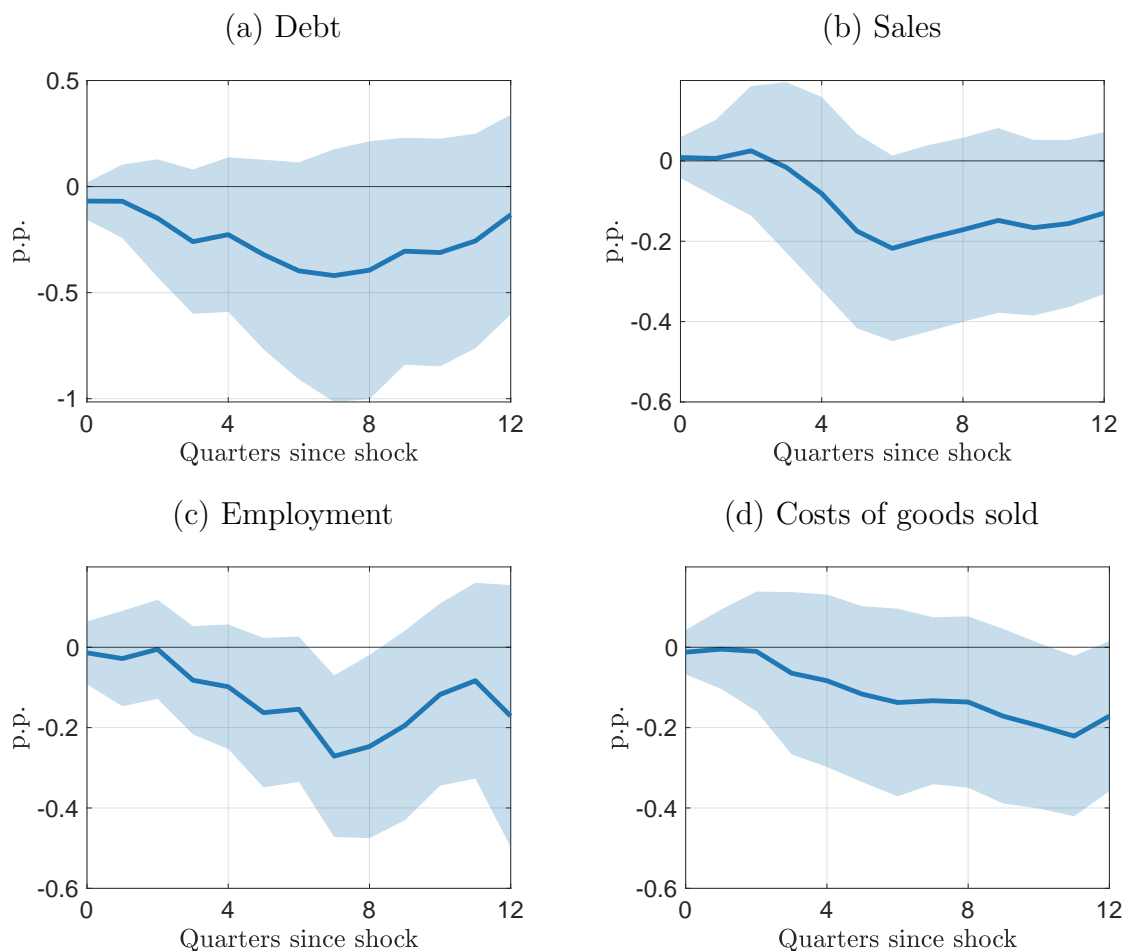 (a) Debt
(b) Sales
0.5
0
-0.5
-1
p.p.
0
4
8
12
Quarters since shock
0
-0.2
-0.4
-0.6
p.p.
0
4
8
12
Quarters since shock
(c) Employment
(d) Costs of goods sold
0
-0.2
-0.4
-0.6
p.p.
0
4
8
12
Quarters since shock
0
-0.2
-0.4
-0.6
p.p.
0
4
8
12
Quarters since shock